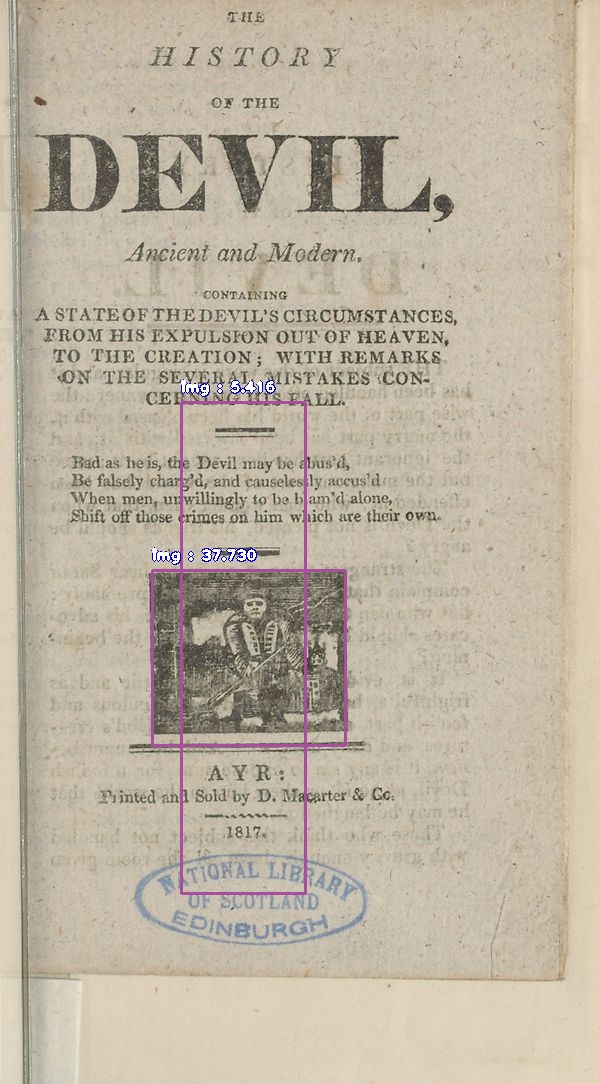 THE
HISTORY
OF THE
DEVIL,
Ancient and Modern.
CONTAINING
A STATE OF THE DEVIL'S CIRCUMSTANCES,
FROM HIS EXPULSION OUT OF HEAVEN,
TO THE CREATION; WITH REMARKS
ON THE SEVERAL MISTAKES CON-
Img : 5.416
CERNING HIS FALL.
Bad as he is, the Devil may be abus'd,
Be falsely charg'd, and causelessly accus'd
When men, unwillingly to be blam'd alone,
Shift off those crimes on him which are their own.
Img : 37.730
AYR:
Printed and Sold by D. Macarter & Co.
1817.
NATIONAL LIBRARY
OF SCOTLAND
EDINBURGH